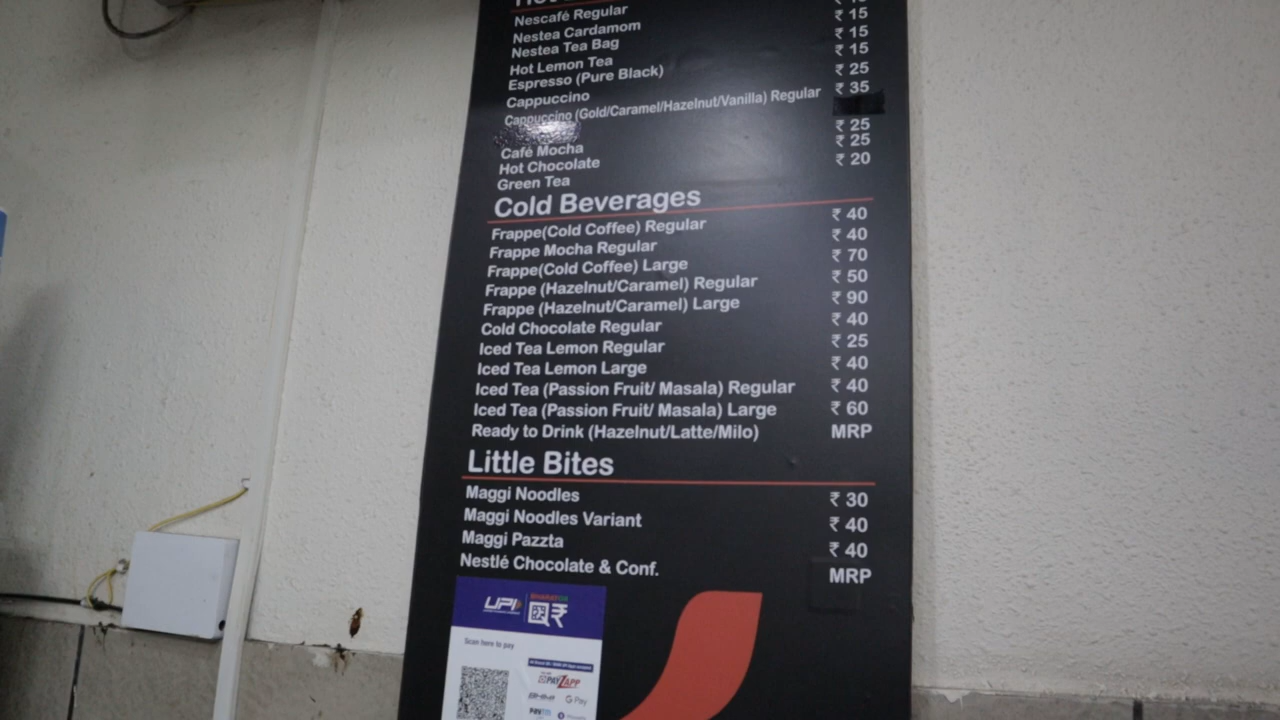 Nescafé Regular ₹ 15
Nestea Cardamom ₹ 15
Nestea Tea Bag ₹ 15
Hot Lemon Tea ₹ 25
Espresso (Pure Black) ₹ 35
Cappuccino
Cappuccino (Gold/Caramel/Hazelnut/Vanilla) Regular
Café Mocha ₹ 25
Hot Chocolate ₹ 25
Green Tea ₹ 20
Cold Beverages
Frappe(Cold Coffee) Regular ₹ 40
Frappe Mocha Regular ₹ 40
Frappe(Cold Coffee) Large ₹ 70
Frappe (Hazelnut/Caramel) Regular ₹ 50
Frappe (Hazelnut/Caramel) Large ₹ 90
Cold Chocolate Regular ₹ 40
Iced Tea Lemon Regular ₹ 25
Iced Tea Lemon Large ₹ 40
Iced Tea (Passion Fruit/ Masala) Regular ₹ 40
Iced Tea (Passion Fruit/ Masala) Large ₹ 60
Ready to Drink (Hazelnut/Latte/Milo) MRP
Little Bites
Maggi Noodles ₹ 30
Maggi Noodles Variant ₹ 40
Maggi Pazzta ₹ 40
Nestlé Chocolate & Conf. MRP
UPI BHARATQR ₹
Scan here to pay
PAYZAPP
G Pay
Paytm